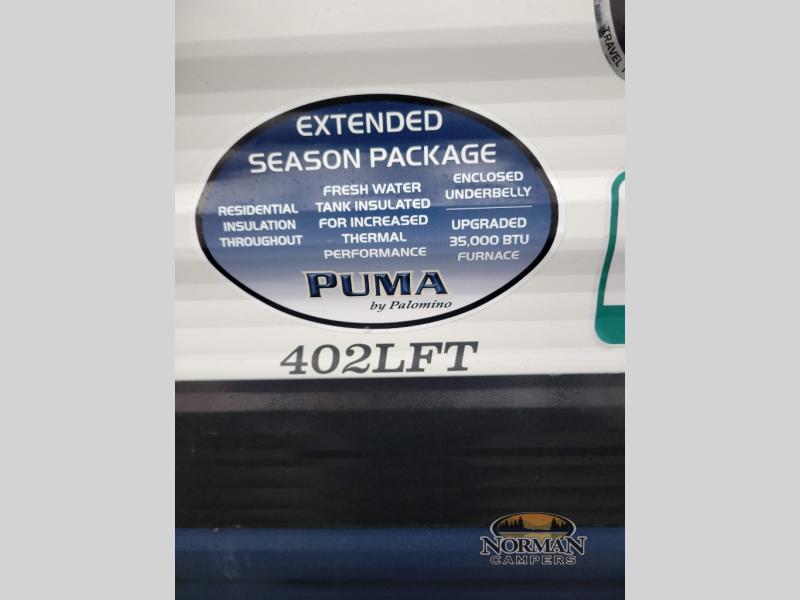 TRAVEL
EXTENDED
SEASON PACKAGE
RESIDENTIAL
INSULATION
THROUGHOUT
FRESH WATER
TANK INSULATED
FOR INCREASED
THERMAL
PERFORMANCE
ENCLOSED
UNDERBELLY
UPGRADED
35,000 BTU
FURNACE
PUMA
by Palomino
402LFT
NORMAN
CAMPERS